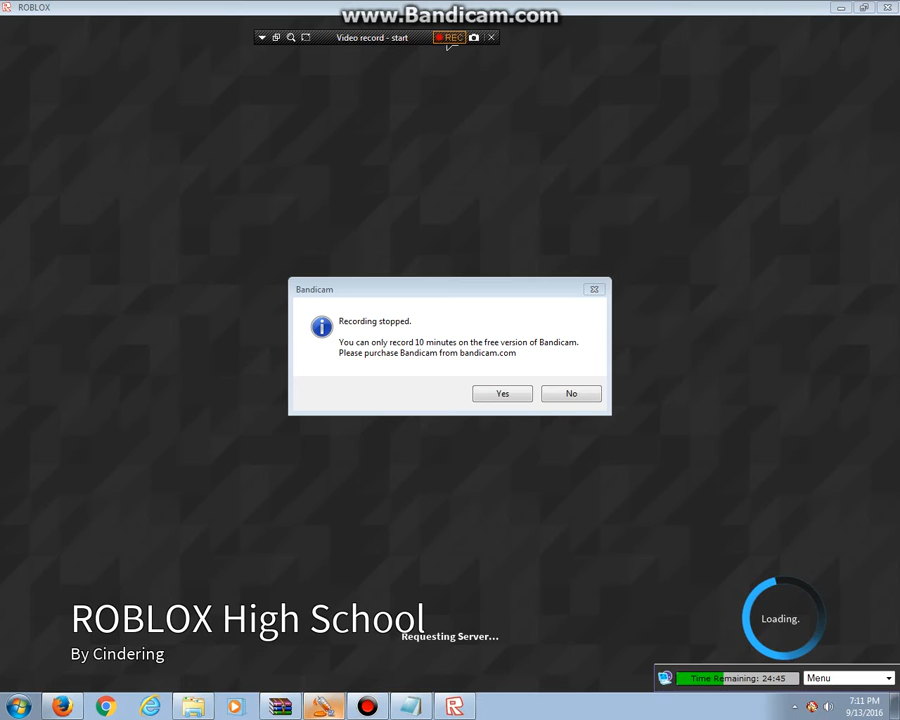 www.Bandicam.com
ROBLOX
Video record - start
REC
Bandicam
Recording stopped.
You can only record 10 minutes on the free version of Bandicam.
Please purchase Bandicam from bandicam.com
Yes No
ROBLOX High School
Requesting Server...
By Cindering
Loading.
Time Remaining: 24:45
Menu
7:11 PM
9/13/2016